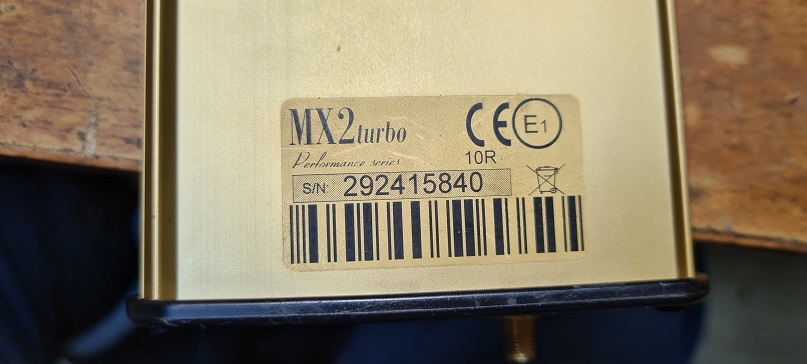 MX2turbo CE E1
Performance series 10R
S/N: 292415840